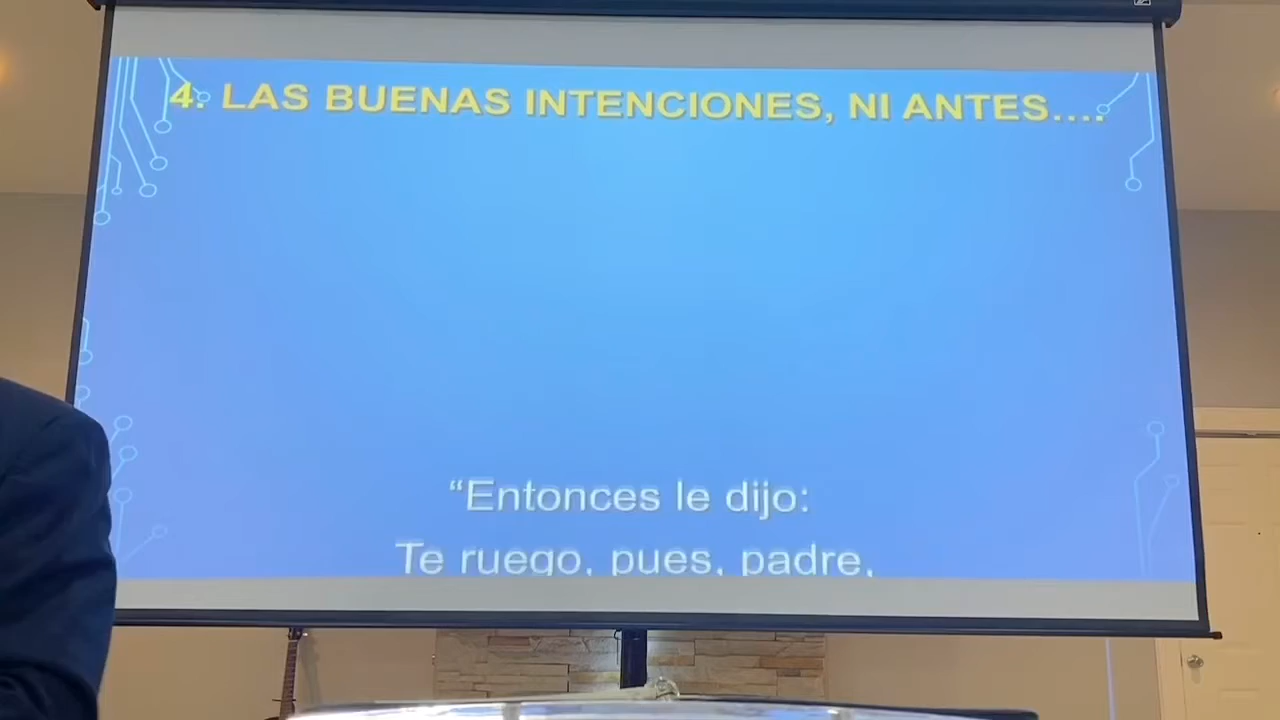 4. LAS BUENAS INTENCIONES, NI ANTES....
“Entonces le dijo:
Te ruego, pues, padre,